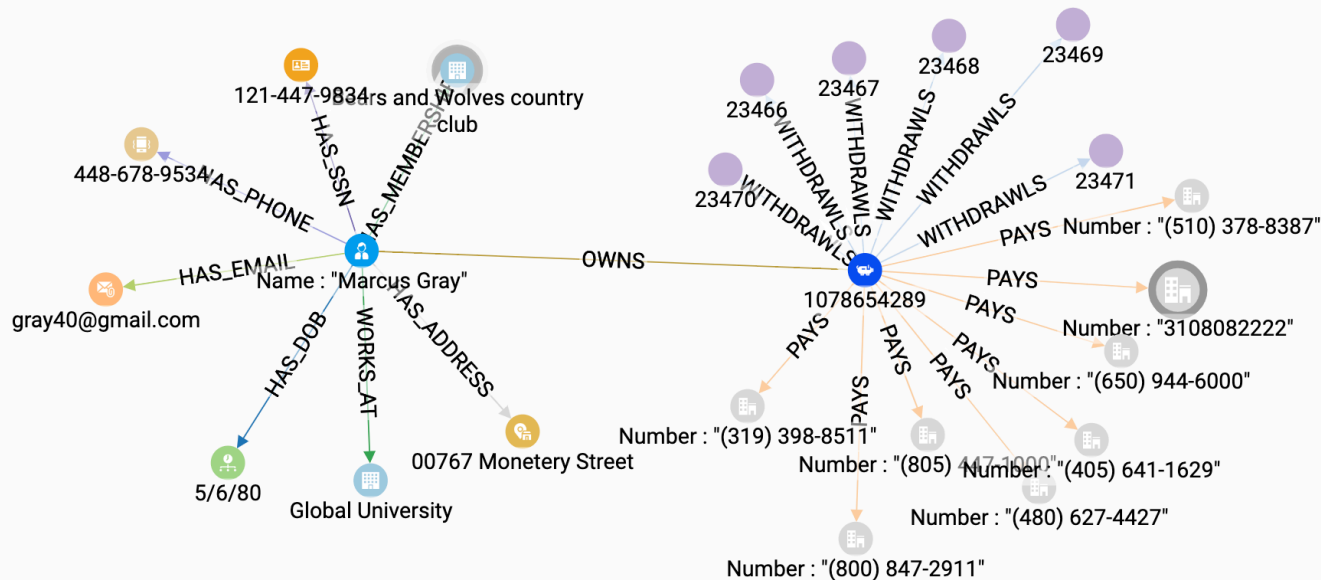 23469
23468
23467
23466
121-447-9834
Bears and Wolves country
club
448-678-9534
23471
23470
WITHDRAWLS
WITHDRAWLS
WITHDRAWLS
WITHDRAWLS
WITHDRAWLS
WITHDRAWLS
HAS_SSN
HAS_MEMBERSHIP
HAS_PHONE
HAS_EMAIL
Name : "Marcus Gray"
OWNS
1078654289
gray40@gmail.com
HAS_DOB
WORKS_AT
HAS_ADDRESS
5/6/80
Global University
00767 Monetery Street
PAYS
Number : "(510) 378-8387"
PAYS
Number : "3108082222"
PAYS
Number : "(650) 944-6000"
PAYS
Number : "(319) 398-8511"
PAYS
Number : "(805) 447-1000"
PAYS
Number : "(405) 641-1629"
PAYS
Number : "(480) 627-4427"
PAYS
Number : "(800) 847-2911"